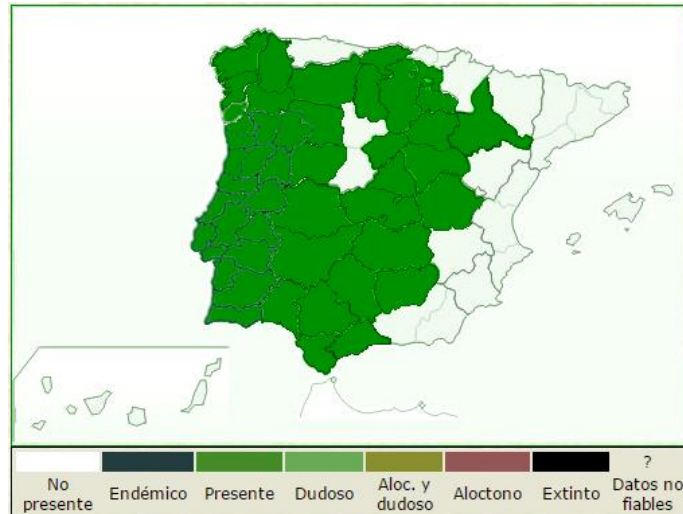 No presente
Endémico
Presente
Dudoso
Aloc. y dudoso
Aloctono
Extinto
?
Datos no fiables